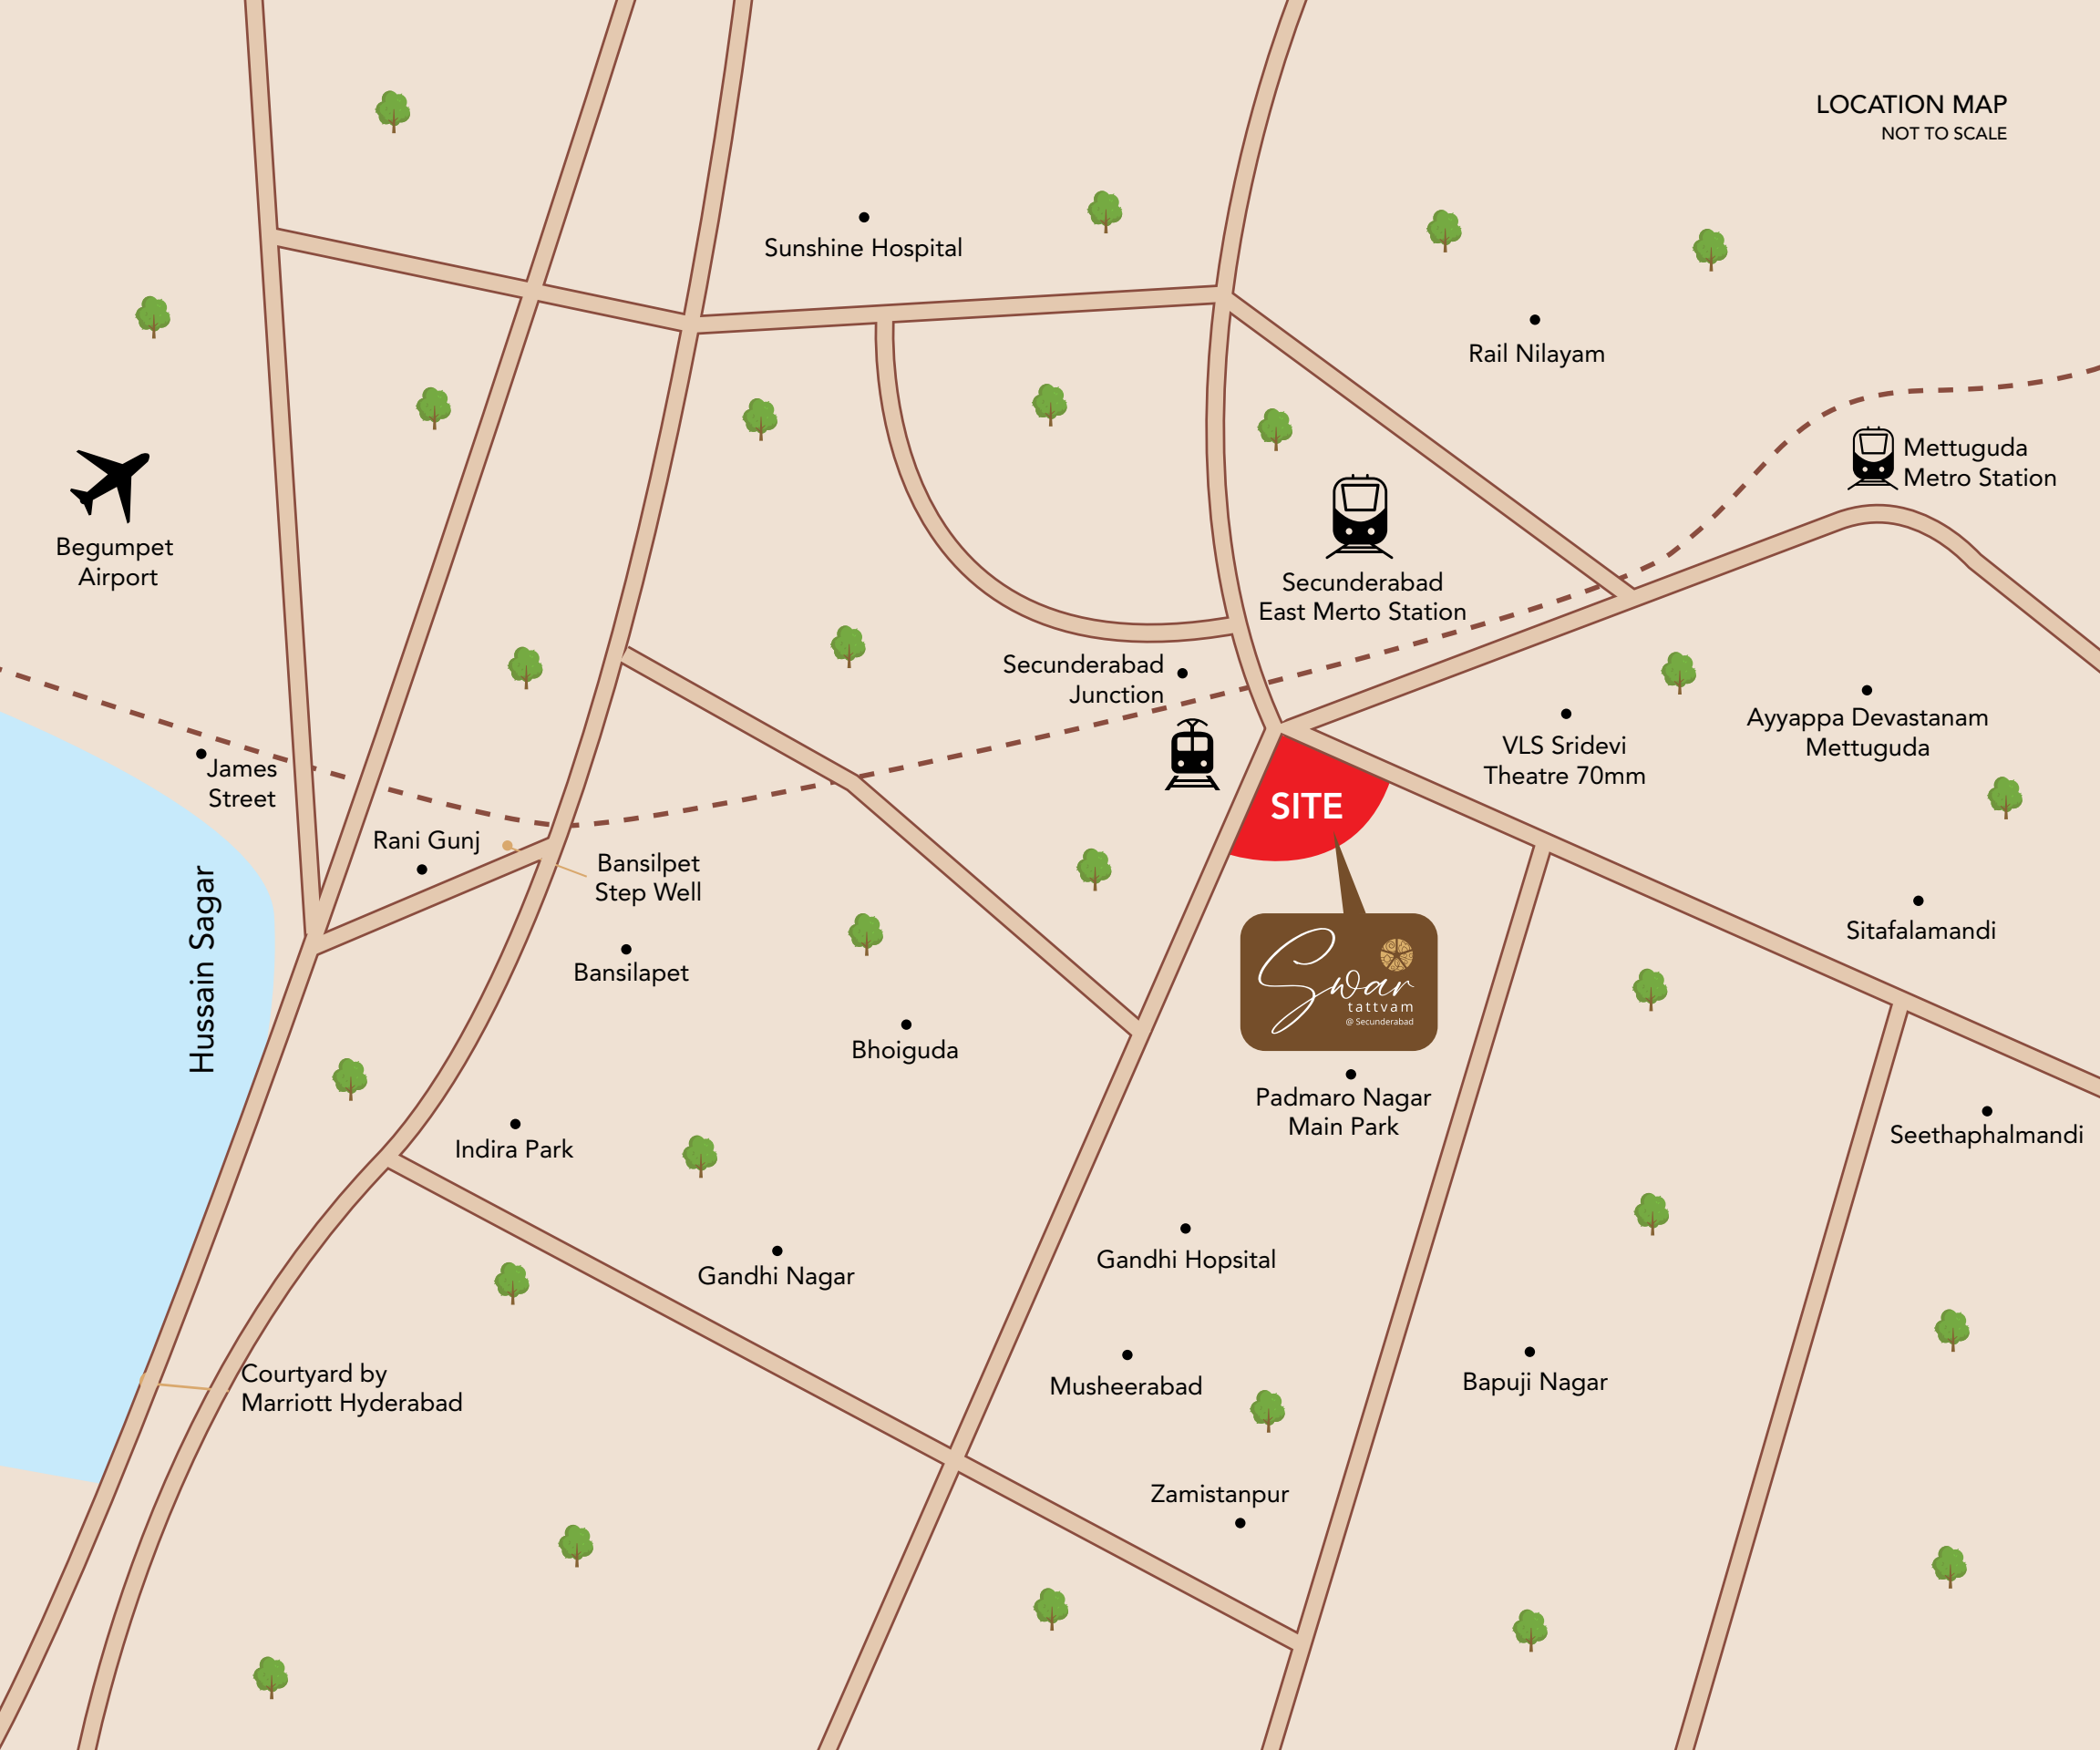 LOCATION MAP
NOT TO SCALE
Sunshine Hospital
Rail Nilayam
Mettuguda
Metro Station
Begumpet
Airport
Secunderabad
East Merto Station
Secunderabad
Junction
Ayyappa Devastanam
Mettuguda
VLS Sridevi
Theatre 70mm
James
Street
SITE
Rani Gunj
Bansilpet
Step Well
Hussain Sagar
Sitafalamandi
Bansilapet
Swar
tattvam
@ Secunderabad
Bhoiguda
Padmaro Nagar
Main Park
Seethaphalmandi
Indira Park
Gandhi Hopsital
Gandhi Nagar
Courtyard by
Marriott Hyderabad
Musheerabad
Bapuji Nagar
Zamistanpur